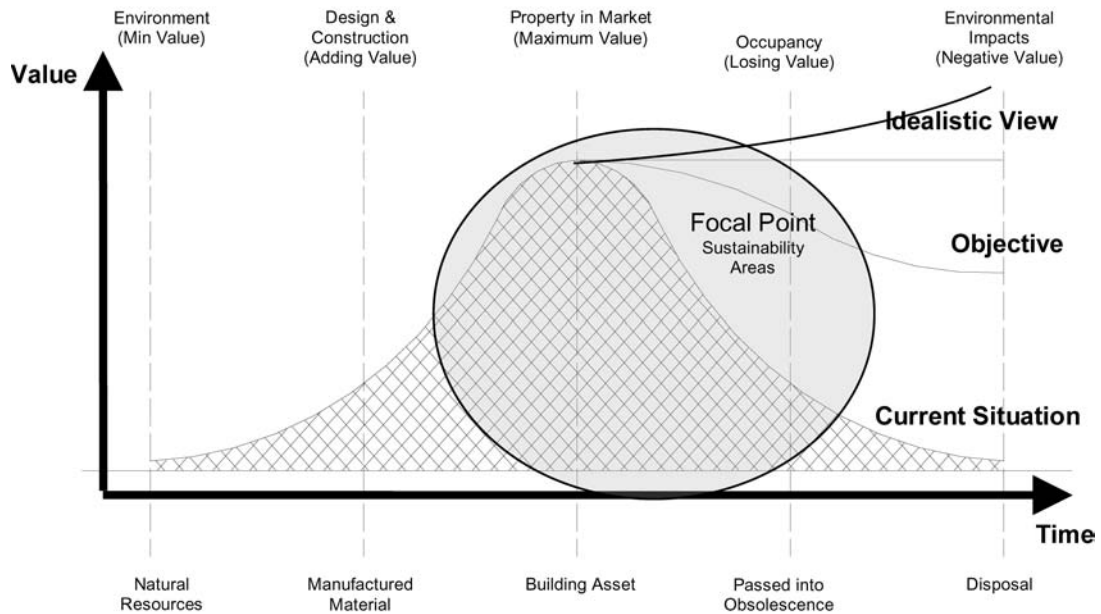 Environment
(Min Value)
Design &
Construction
(Adding Value)
Property in Market
(Maximum Value)
Occupancy
(Losing Value)
Environmental
Impacts
(Negative Value)
Value
Idealistic View
Focal Point
Sustainability
Areas
Objective
Current Situation
Time
Natural
Resources
Manufactured
Material
Building Asset
Passed into
Obsolescence
Disposal